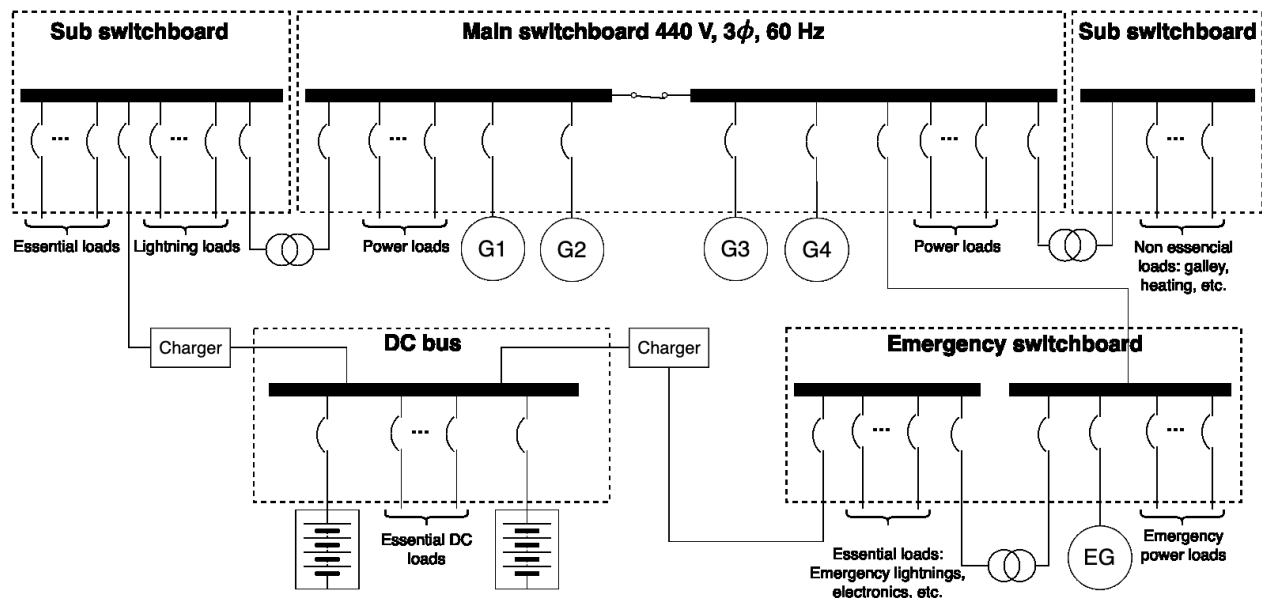 Sub switchboard
Main switchboard 440 V, 3ϕ, 60 Hz
Sub switchboard
Essential loads
Lightning loads
Power loads
G1
G2
G3
G4
Power loads
Non essencial
loads: galley,
heating, etc.
Charger
DC bus
Charger
Emergency switchboard
Essential DC
loads
Essential loads:
Emergency lightnings,
electronics, etc.
EG
Emergency
power loads